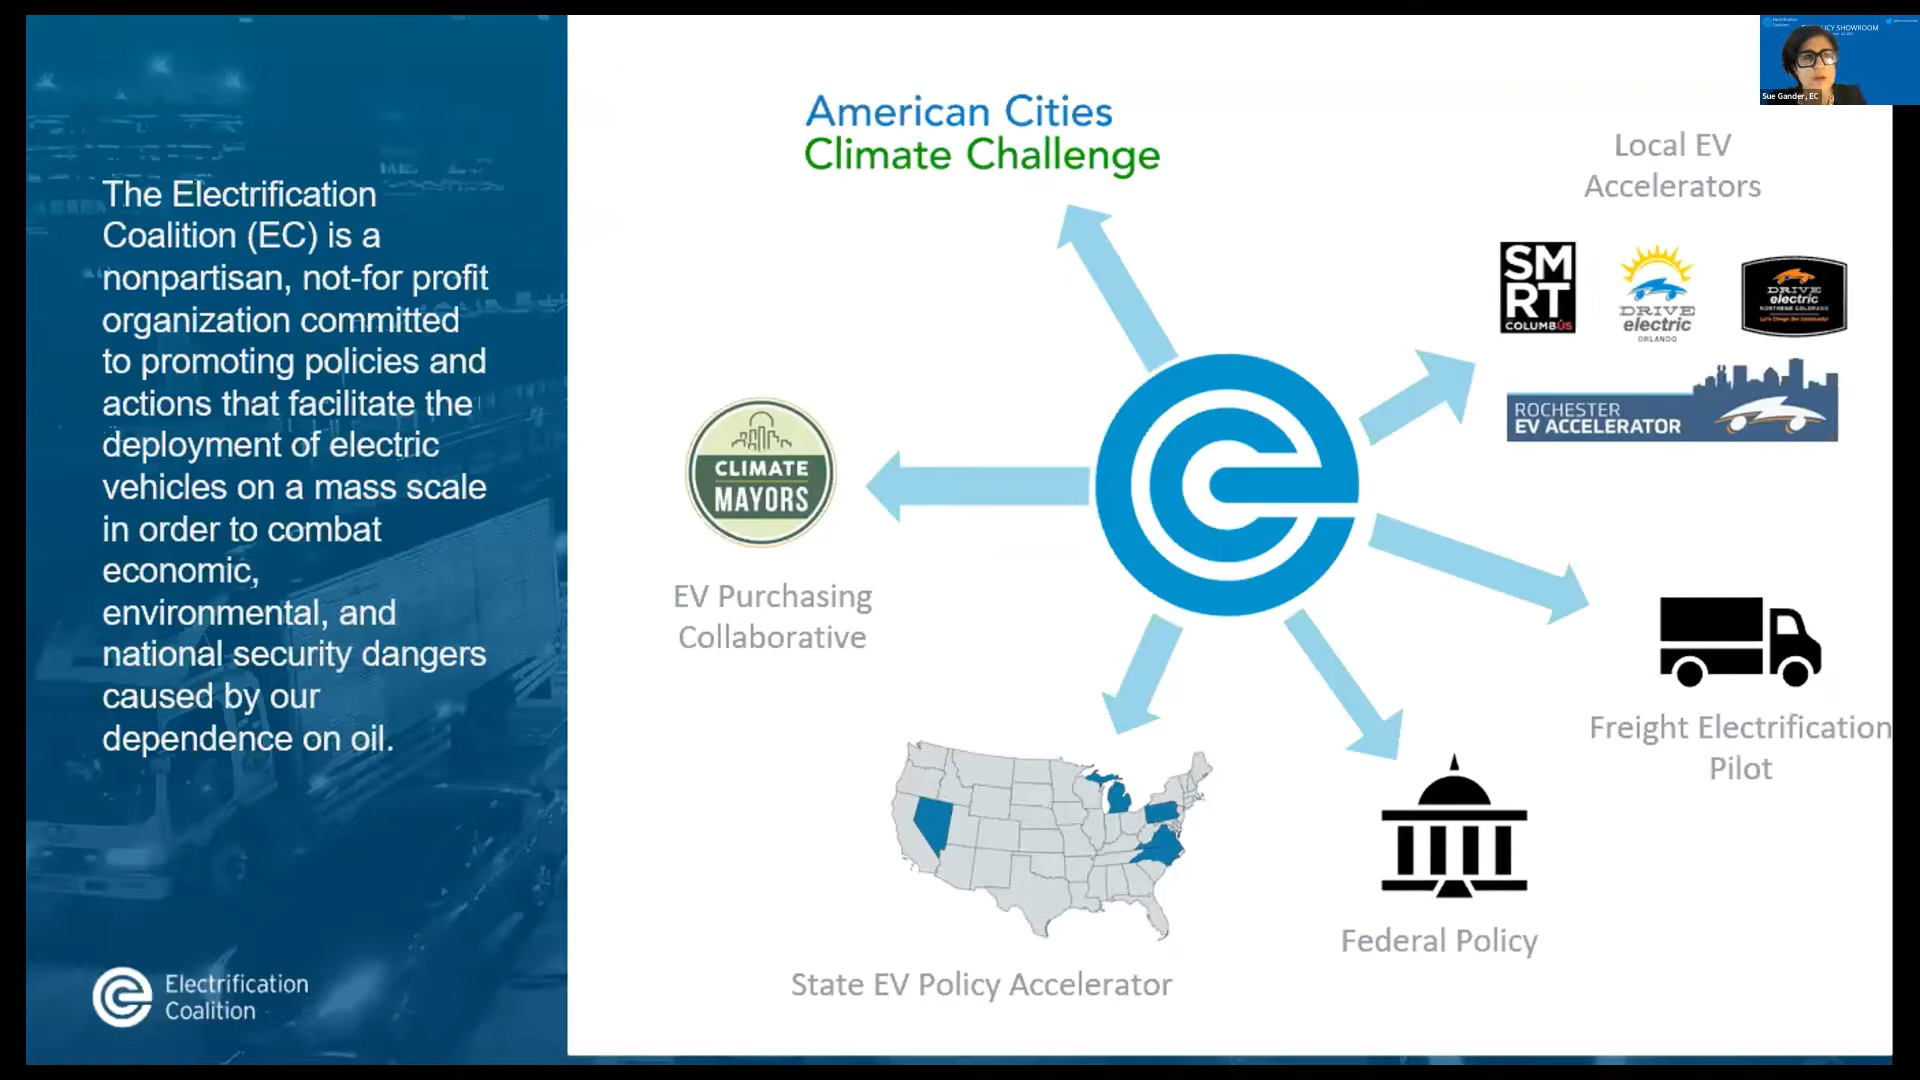 The Electrification
Coalition (EC) is a
nonpartisan, not-for profit
organization committed
to promoting policies and
actions that facilitate the
deployment of electric
vehicles on a mass scale
in order to combat
economic,
environmental, and
national security dangers
caused by our
dependence on oil.
Electrification
Coalition
American Cities
Climate Challenge
Local EV
Accelerators
SM
RT
COLUMBUS
DRIVE
electric
ORLANDO
DRIVE
electric
NORTHERN COLORADO
ROCHESTER
EV ACCELERATOR
CLIMATE
MAYORS
EV Purchasing
Collaborative
Freight Electrification
Pilot
Federal Policy
State EV Policy Accelerator
SHOWROOM
Sue Gander, EC